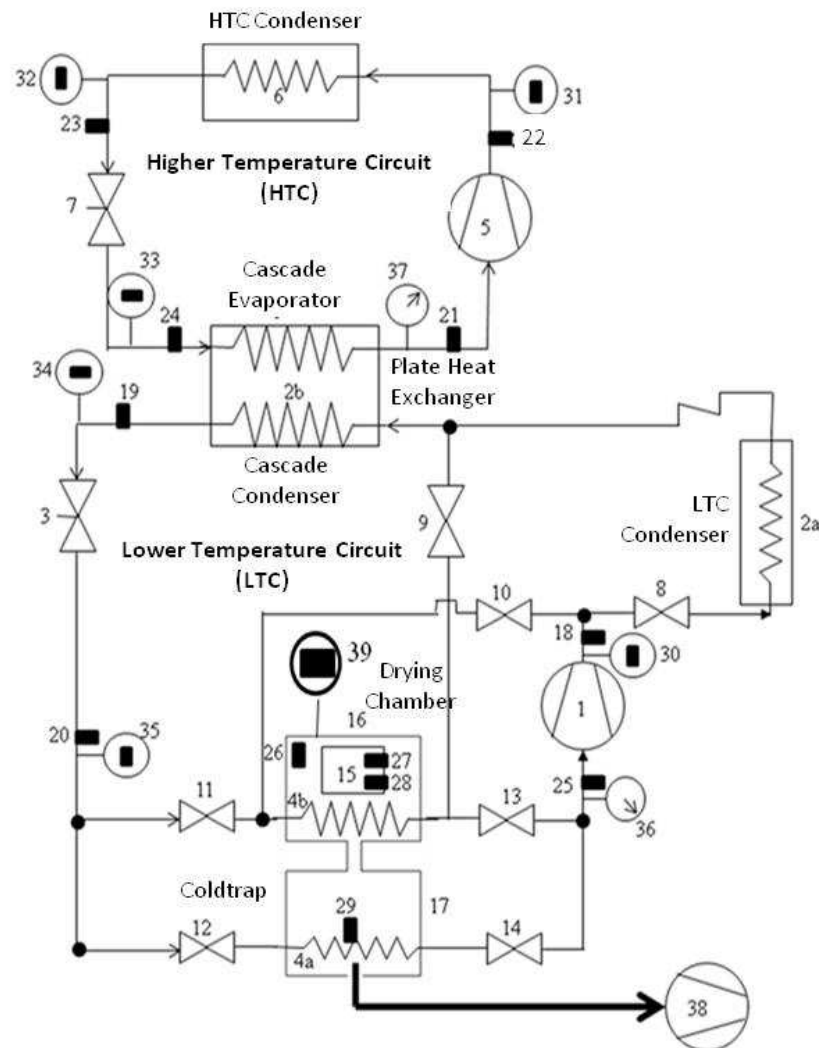 HTC Condenser
32
6
31
23
22
Higher Temperature Circuit
(HTC)
7
5
33
Cascade
Evaporator
37
24
21
34
19
2b
Plate Heat
Exchanger
Cascade
Condenser
3
9
LTC
Condenser
2a
Lower Temperature Circuit
(LTC)
10
8
18
30
39
Drying
Chamber
1
16
20
35
26
27
15
28
25
11
4b
13
36
Coldtrap
29
17
12
14
4a
38